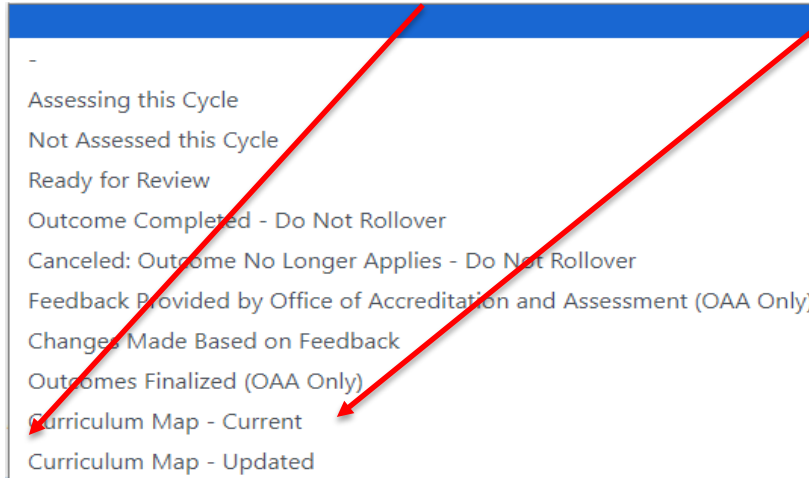 -
Assessing this Cycle
Not Assessed this Cycle
Ready for Review
Outcome Completed - Do Not Rollover
Canceled: Outcome No Longer Applies - Do Not Rollover
Feedback Provided by Office of Accreditation and Assessment (OAA Only)
Changes Made Based on Feedback
Outcomes Finalized (OAA Only)
Curriculum Map - Current
Curriculum Map - Updated